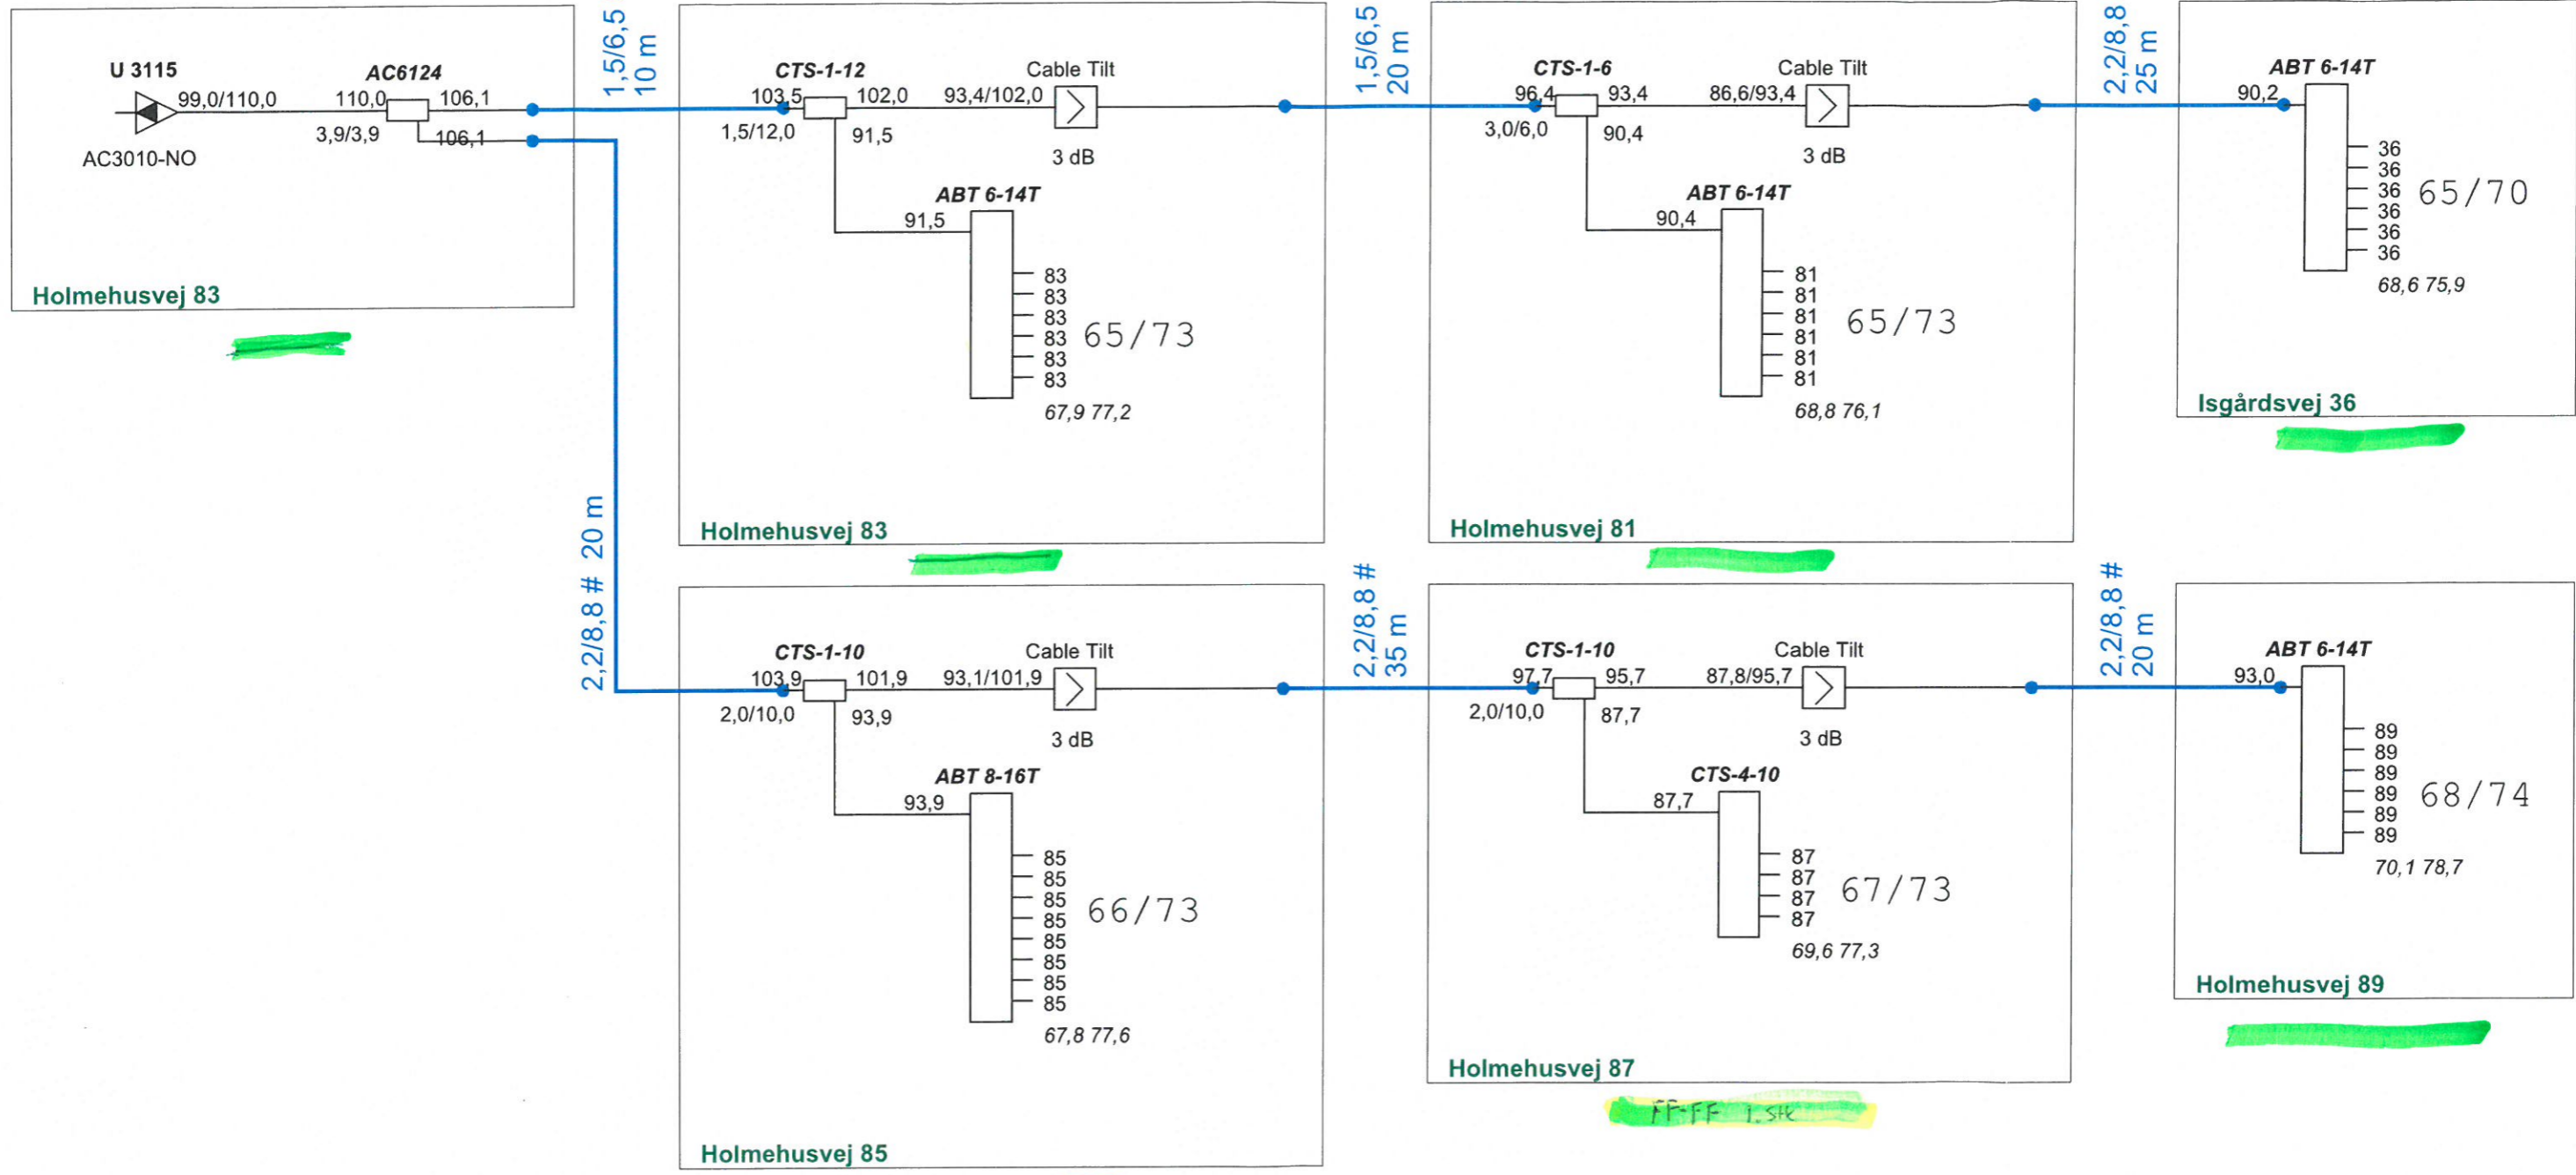 U 3115
99,0/110,0
AC3010-NO
AC6124
110,0
106,1
3,9/3,9
106,1
Holmehusvej 83
1,5/6,5
10 m
CTS-1-12
103,5
102,0
1,5/12,0
91,5
93,4/102,0
Cable Tilt
3 dB
ABT 6-14T
91,5
83
83
83
83
83
83
65/73
67,9 77,2
Holmehusvej 83
1,5/6,5
20 m
CTS-1-6
96,4
93,4
3,0/6,0
90,4
86,6/93,4
Cable Tilt
3 dB
ABT 6-14T
90,4
81
81
81
81
81
81
65/73
68,8 76,1
Holmehusvej 81
2,2/8,8
25 m
ABT 6-14T
90,2
36
36
36
36
36
36
65/70
68,6 75,9
Isgårdsvej 36
2,2/8,8 # 20 m
CTS-1-10
103,9
101,9
2,0/10,0
93,9
93,1/101,9
Cable Tilt
3 dB
ABT 8-16T
93,9
85
85
85
85
85
85
85
85
66/73
67,8 77,6
Holmehusvej 85
2,2/8,8 #
35 m
CTS-1-10
97,7
95,7
2,0/10,0
87,7
87,8/95,7
Cable Tilt
3 dB
CTS-4-10
87,7
87
87
87
87
67/73
69,6 77,3
Holmehusvej 87
FF-FF 1. Stk
2,2/8,8 #
20 m
ABT 6-14T
93,0
89
89
89
89
89
89
68/74
70,1 78,7
Holmehusvej 89